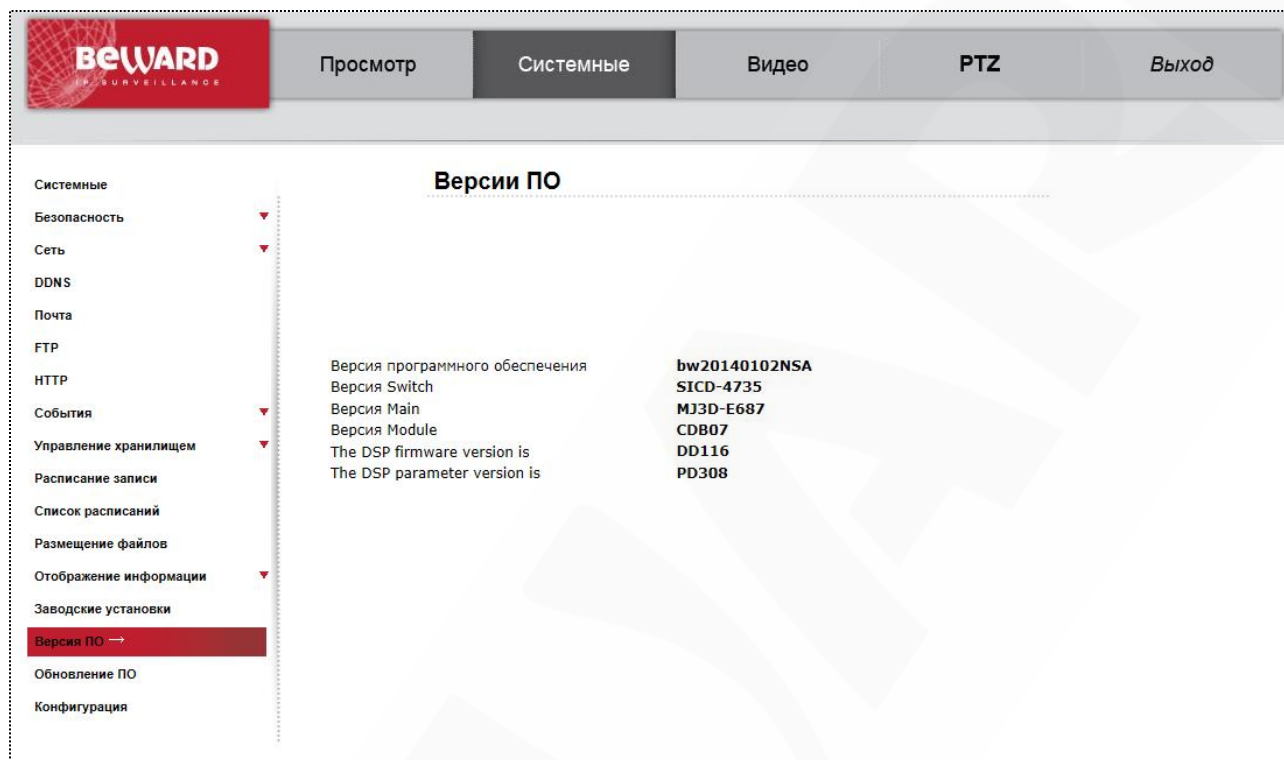 BEWARD
IP SURVEILLANCE
Просмотр
Системные
Видео
PTZ
Выход
Системные
Безопасность
Сеть
DDNS
Почта
FTP
HTTP
События
Управление хранилищем
Расписание записи
Список расписаний
Размещение файлов
Отображение информации
Заводские установки
Версия ПО →
Обновление ПО
Конфигурация
Версии ПО
Версия программного обеспечения bw20140102NSA
Версия Switch SICD-4735
Версия Main MJ3D-E687
Версия Module CDB07
The DSP firmware version is DD116
The DSP parameter version is PD308